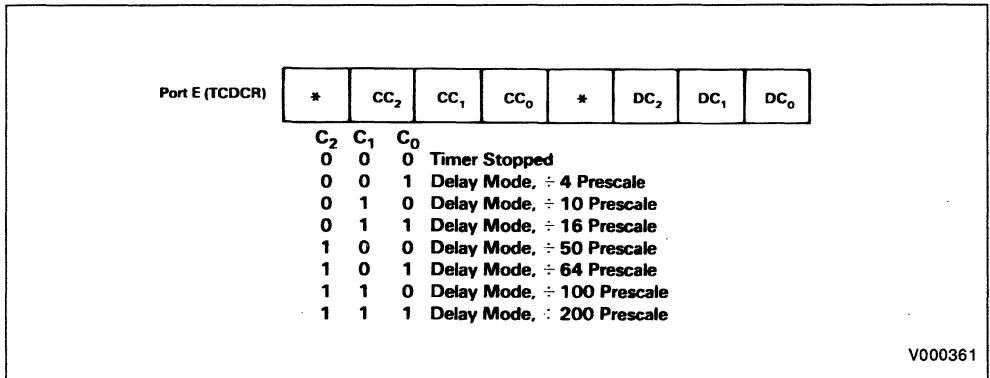 Port E (TCDCR) * CC₂ CC₁ CC₀ * DC₂ DC₁ DC₀
C₂ C₁ C₀
0 0 0 Timer Stopped
0 0 1 Delay Mode, ÷ 4 Prescale
0 1 0 Delay Mode, ÷ 10 Prescale
0 1 1 Delay Mode, ÷ 16 Prescale
1 0 0 Delay Mode, ÷ 50 Prescale
1 0 1 Delay Mode, ÷ 64 Prescale
1 1 0 Delay Mode, ÷ 100 Prescale
1 1 1 Delay Mode, ÷ 200 Prescale
V000361